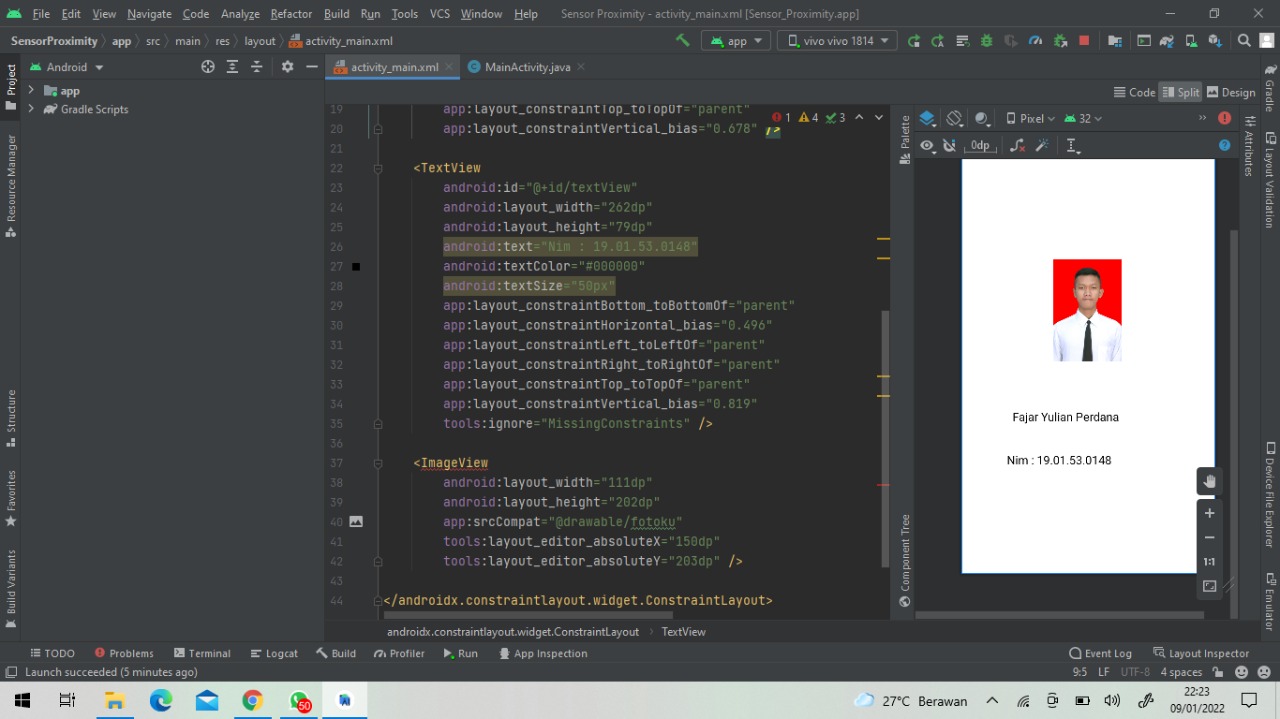 File Edit View Navigate Code Analyze Refactor Build Run Tools VCS Window Help Sensor Proximity - activity_main.xml [Sensor_Proximity.app]
SensorProximity app src main res layout activity_main.xml app vivo vivo 1814
Project
Android
activity_main.xml
MainActivity.java
Gradle
app
Gradle Scripts
Code Split Design
Resource Manager
Structure
Favorites
Build Variants
19 app:layout_constraintTop_toTopOf="parent"
1 4 3
20 app:layout_constraintVertical_bias="0.678" />
21
22 <TextView
23 android:id="@+id/textView"
24 android:layout_width="262dp"
25 android:layout_height="79dp"
26 android:text="Nim : 19.01.53.0148"
27 android:textColor="#000000"
28 android:textSize="50px"
29 app:layout_constraintBottom_toBottomOf="parent"
30 app:layout_constraintHorizontal_bias="0.496"
31 app:layout_constraintLeft_toLeftOf="parent"
32 app:layout_constraintRight_toRightOf="parent"
33 app:layout_constraintTop_toTopOf="parent"
34 app:layout_constraintVertical_bias="0.819"
35 tools:ignore="MissingConstraints" />
36
37 <ImageView
38 android:layout_width="111dp"
39 android:layout_height="202dp"
40 app:srcCompat="@drawable/fotoku"
41 tools:layout_editor_absoluteX="150dp"
42 tools:layout_editor_absoluteY="203dp" />
43
44 </androidx.constraintlayout.widget.ConstraintLayout>
androidx.constraintlayout.widget.ConstraintLayout TextView
Palette
Component Tree
Pixel 32
0dp
Fajar Yulian Perdana
Nim : 19.01.53.0148
1:1
Attributes
Layout Validation
Device File Explorer
Emulator
TODO Problems Terminal Logcat Build Profiler Run App Inspection Event Log Layout Inspector
Launch succeeded (5 minutes ago) 9:5 LF UTF-8 4 spaces
50
27°C Berawan
22:23
09/01/2022